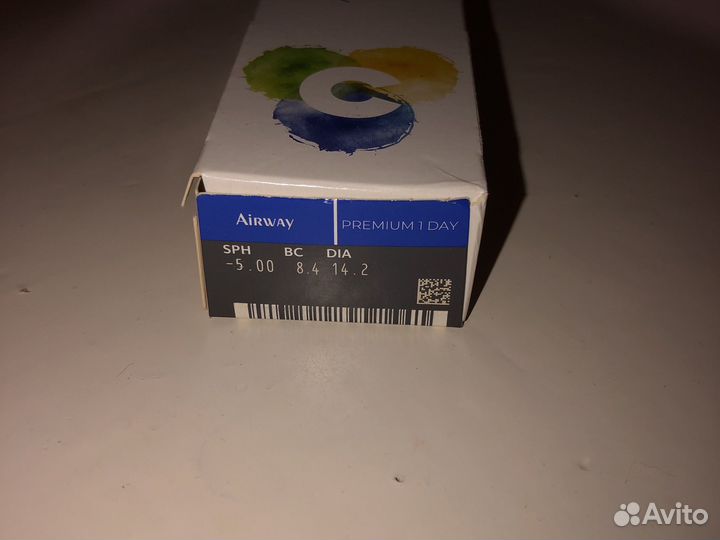 AIRWAY
PREMIUM 1 DAY
SPH BC DIA
-5.00 8.4 14.2
Avito